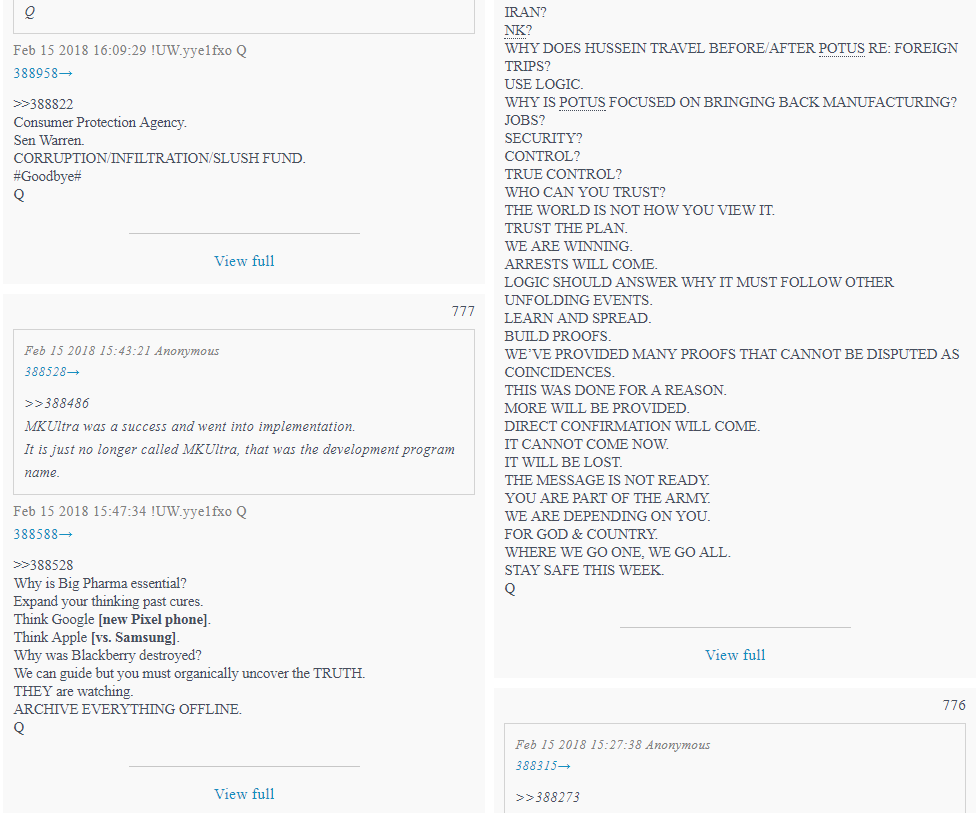 Q
Feb 15 2018 16:09:29 !UW.yye1fxo Q
388958→
>>388822
Consumer Protection Agency.
Sen Warren.
CORRUPTION/INFILTRATION/SLUSH FUND.
#Goodbye#
Q
View full
777
Feb 15 2018 15:43:21 Anonymous
388528→
>>388486
MKUltra was a success and went into implementation.
It is just no longer called MKUltra, that was the development program
name.
Feb 15 2018 15:47:34 !UW.yye1fxo Q
388588→
>>388528
Why is Big Pharma essential?
Expand your thinking past cures.
Think Google [new Pixel phone].
Think Apple [vs. Samsung].
Why was Blackberry destroyed?
We can guide but you must organically uncover the TRUTH.
THEY are watching.
ARCHIVE EVERYTHING OFFLINE.
Q
View full
IRAN?
NK?
WHY DOES HUSSEIN TRAVEL BEFORE/AFTER POTUS RE: FOREIGN
TRIPS?
USE LOGIC.
WHY IS POTUS FOCUSED ON BRINGING BACK MANUFACTURING?
JOBS?
SECURITY?
CONTROL?
TRUE CONTROL?
WHO CAN YOU TRUST?
THE WORLD IS NOT HOW YOU VIEW IT.
TRUST THE PLAN.
WE ARE WINNING.
ARRESTS WILL COME.
LOGIC SHOULD ANSWER WHY IT MUST FOLLOW OTHER
UNFOLDING EVENTS.
LEARN AND SPREAD.
BUILD PROOFS.
WE'VE PROVIDED MANY PROOFS THAT CANNOT BE DISPUTED AS
COINCIDENCES.
THIS WAS DONE FOR A REASON.
MORE WILL BE PROVIDED.
DIRECT CONFIRMATION WILL COME.
IT CANNOT COME NOW.
IT WILL BE LOST.
THE MESSAGE IS NOT READY.
YOU ARE PART OF THE ARMY.
WE ARE DEPENDING ON YOU.
FOR GOD & COUNTRY.
WHERE WE GO ONE, WE GO ALL.
STAY SAFE THIS WEEK.
Q
View full
776
Feb 15 2018 15:27:38 Anonymous
388315→
>>388273